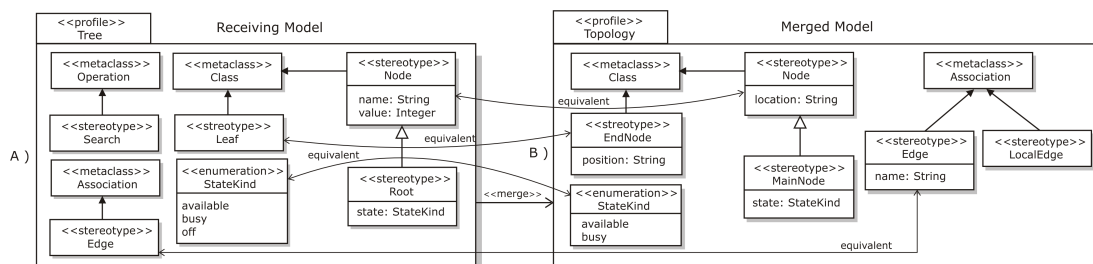 <<profile>>
Tree
Receiving Model
<<metaclass>>
Operation
<<metaclass>>
Class
<<stereotype>>
Node
name: String
value: Integer
<<stereotype>>
Search
<<streotype>>
Leaf
A )
<<metaclass>>
Association
<<enumeration>>
StateKind
available
busy
off
<<stereotype>>
Root
state: StateKind
<<stereotype>>
Edge
equivalent
equivalent
equivalent
equivalent
<<merge>>
<<profile>>
Topology
Merged Model
<<metaclass>>
Class
<<stereotype>>
Node
location: String
<<metaclass>>
Association
B )
<<streotype>>
EndNode
position: String
<<stereotype>>
Edge
name: String
<<stereotype>>
LocalEdge
<<stereotype>>
MainNode
state: StateKind
<<enumeration>>
StateKind
available
busy